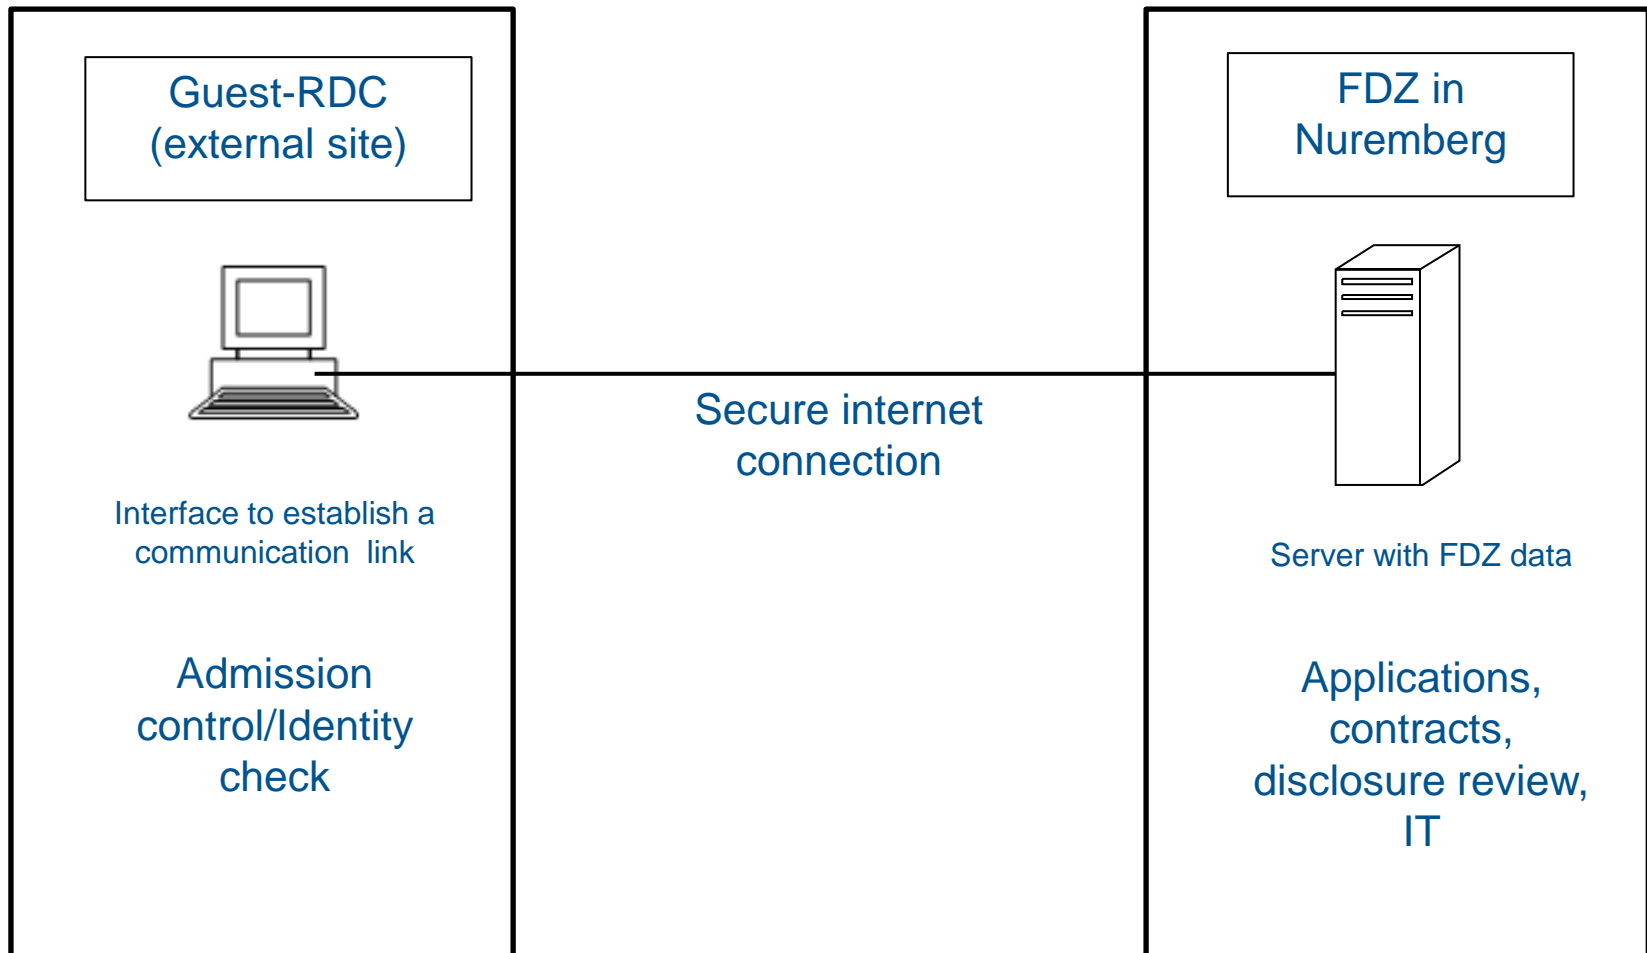 Guest-RDC
(external site)
Interface to establish a
communication link
Admission
control/Identity
check
Secure internet
connection
FDZ in
Nuremberg
Server with FDZ data
Applications,
contracts,
disclosure review,
IT